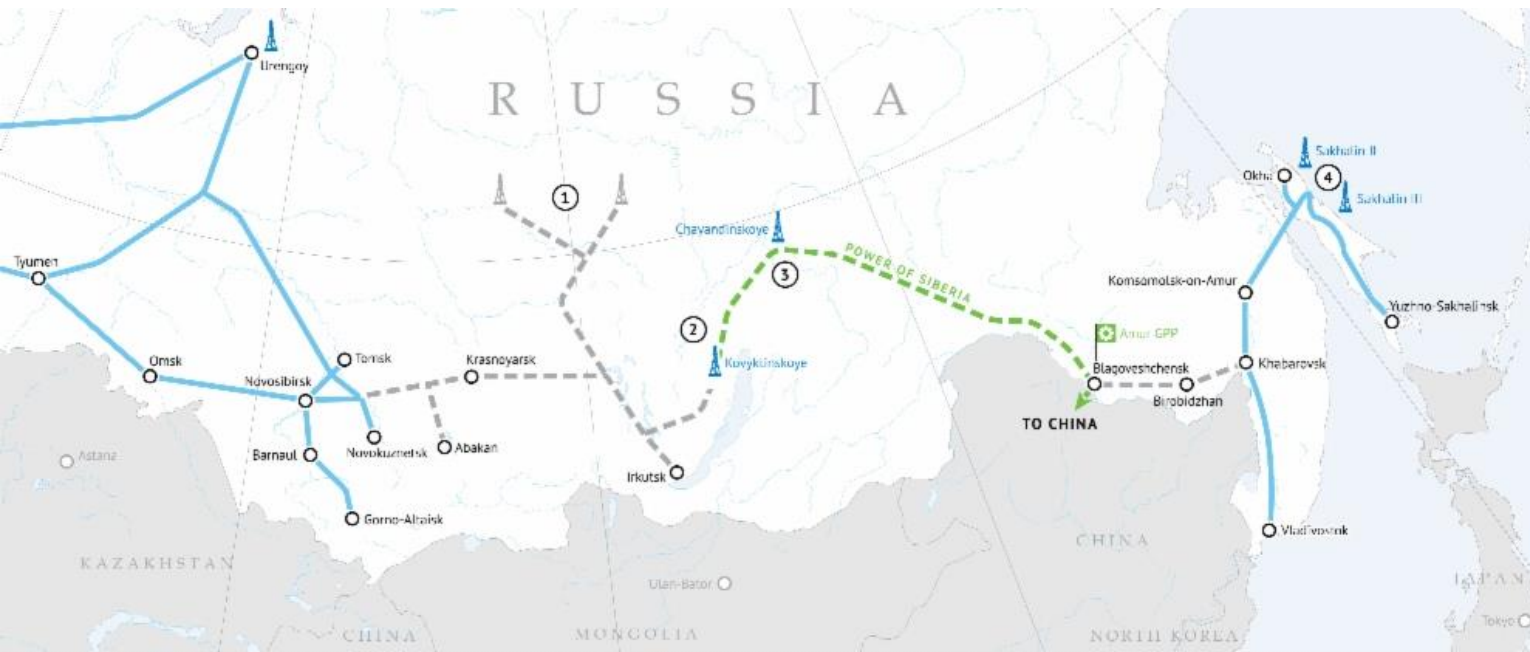 Urengoy
RUSSIA
Sakhalin II
Okha
4
Sakhalin III
1
Chayandinskoye
POWER OF SIBERIA
Tyumen
3
Komsomolsk-on-Amur
Yuzhno-Sakhalinsk
2
Amur GPP
Omsk
Tomsk
Krasnoyarsk
Kovyktinskoye
Khabarovsk
Blagoveshchensk
Novosibirsk
Birobidzhan
TO CHINA
Barnaul
Novokuznetsk
Abakan
Astana
Irkutsk
Gorno-Altaisk
Vladivostok
CHINA
KAZAKHSTAN
Ulan-Bator
JAPAN
Tokyo
CHINA
MONGOLIA
NORTH KOREA